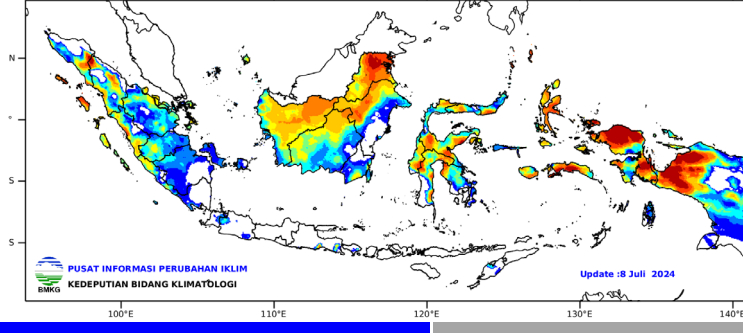 N
°
S
S
PUSAT INFORMASI PERUBAHAN IKLIM
KEDEPUTIAN BIDANG KLIMATOLOGI
BMKG
Update :8 Juli 2024
100°E 110°E 120°E 130°E 140°E